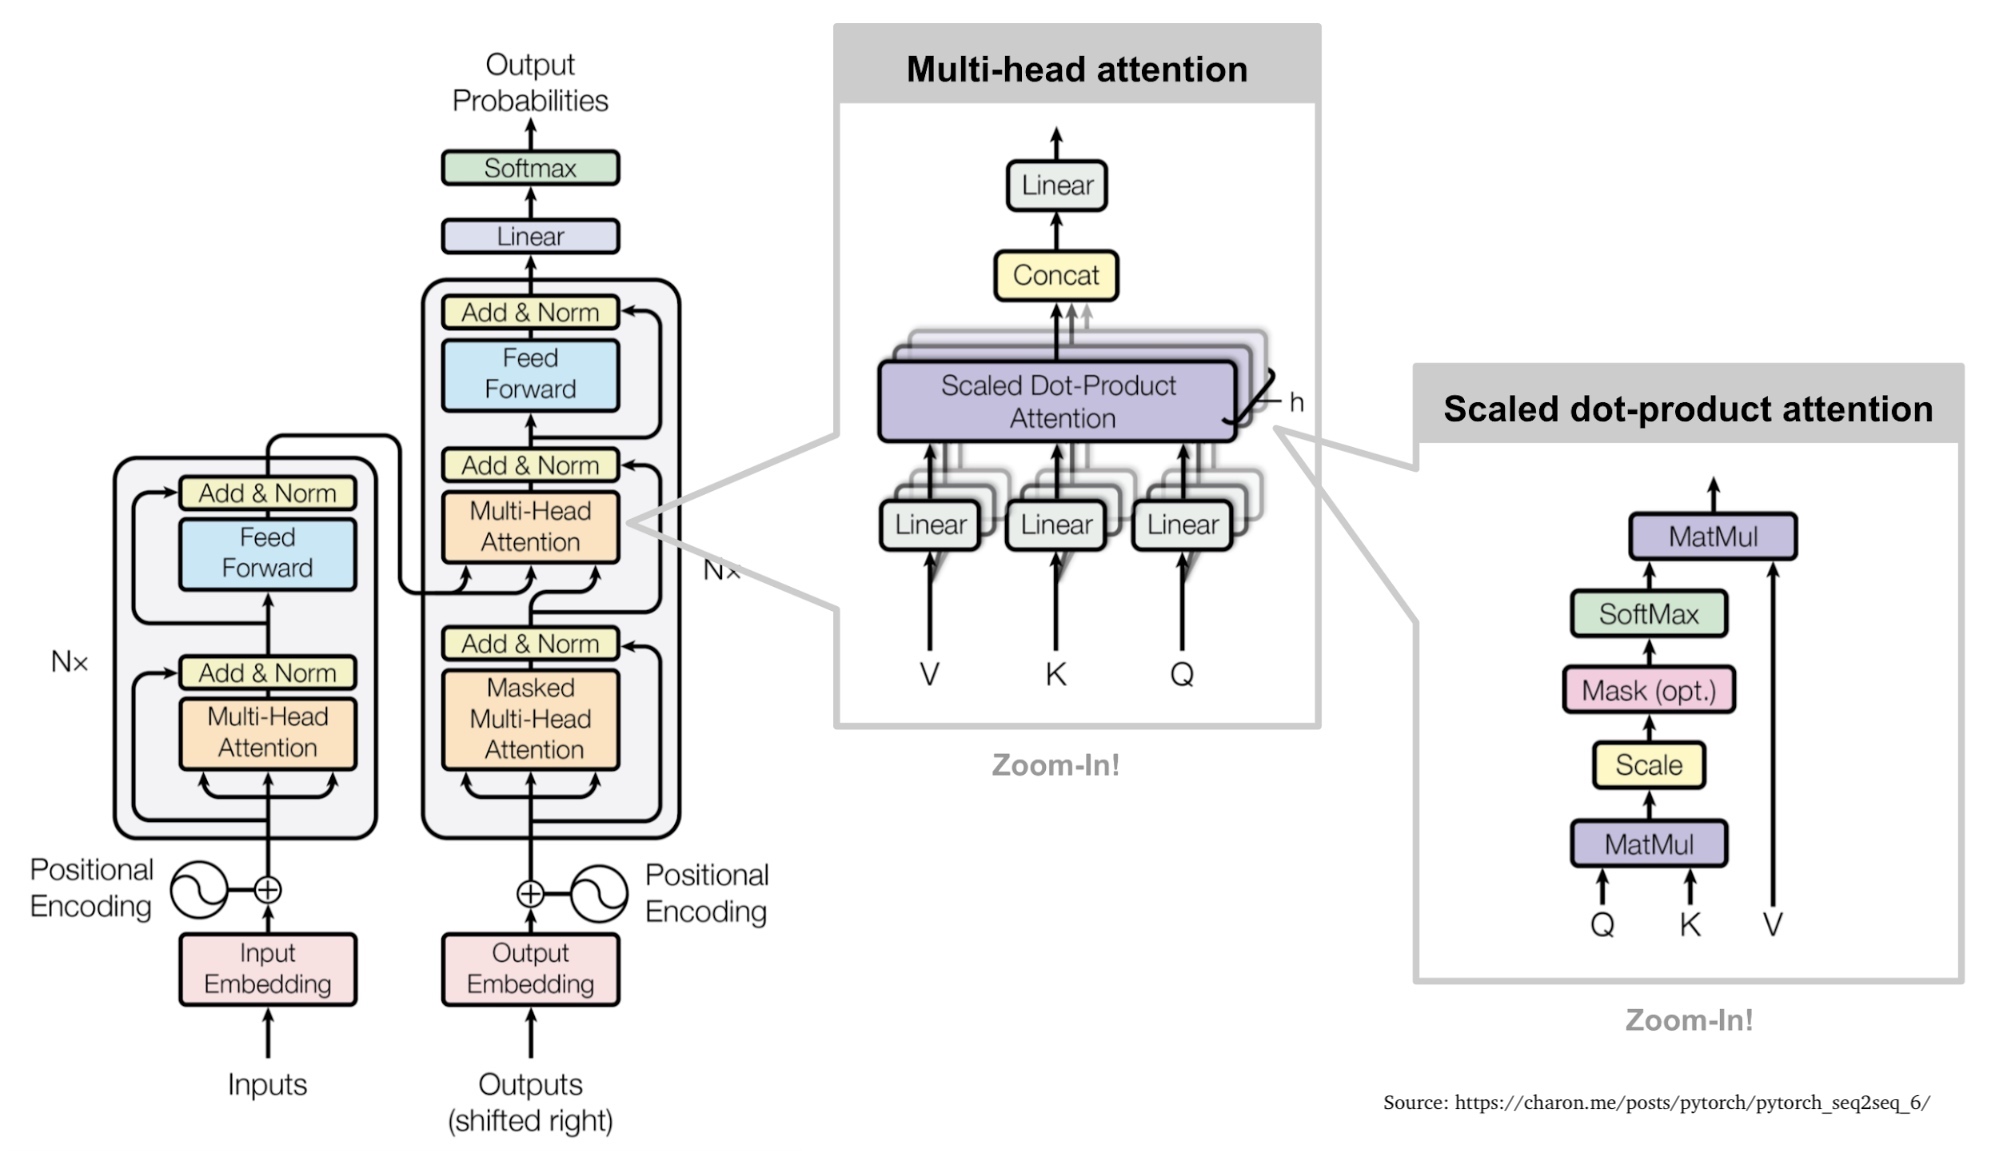 Output
Probabilities
Softmax
Linear
Add & Norm
Feed
Forward
Add & Norm
Multi-Head
Attention
Nx
Add & Norm
Masked
Multi-Head
Attention
Positional
Encoding
Output
Embedding
Outputs
(shifted right)
Add & Norm
Feed
Forward
Nx
Add & Norm
Multi-Head
Attention
Positional
Encoding
Input
Embedding
Inputs
Multi-head attention
Linear
Concat
Scaled Dot-Product
Attention
h
Linear
Linear
Linear
V
K
Q
Zoom-In!
Scaled dot-product attention
MatMul
SoftMax
Mask (opt.)
Scale
MatMul
Q
K
V
Zoom-In!
Source: https://charon.me/posts/pytorch/pytorch_seq2seq_6/